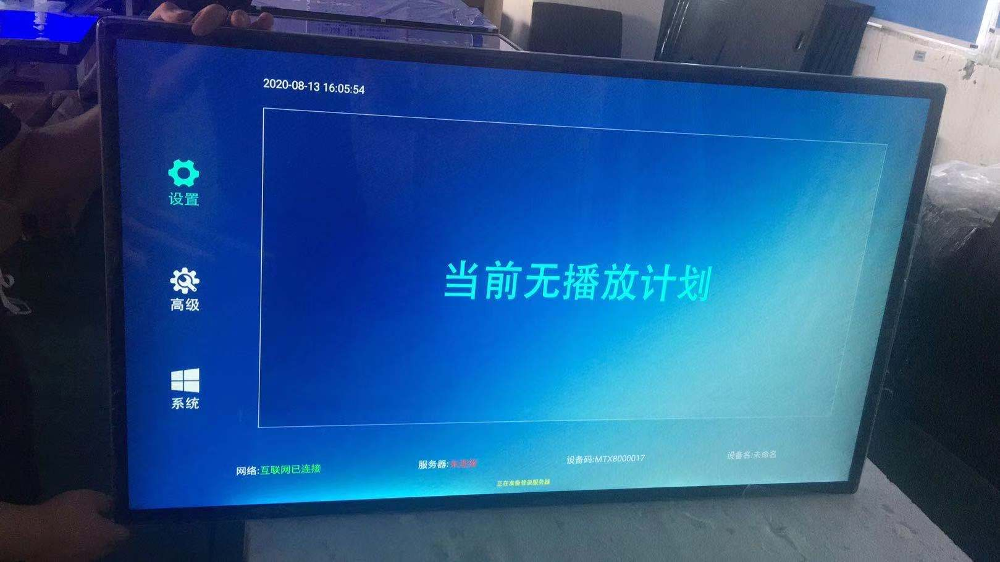 2020-08-13 16:05:54
设置
高级
系统
当前无播放计划
网络:互联网已连接
服务器:未连接
设备码:MTX8000017
设备名:未命名
正在准备登录服务器